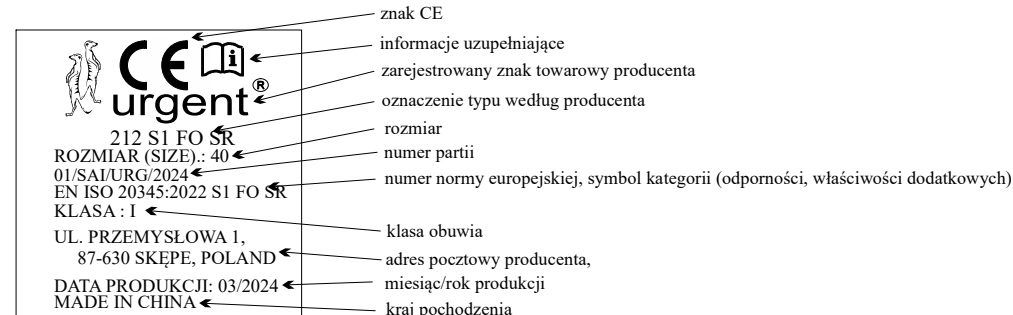 znak CE
informacje uzupełniające
zarejestrowany znak towarowy producenta
oznaczenie typu według producenta
rozmiar
numer partii
numer normy europejskiej, symbol kategorii (odporności, właściwości dodatkowych)
klasa obuwia
adres pocztowy producenta,
miesiąc/rok produkcji
kraj pochodzenia
CE i
urgent®
212 S1 FO SR
ROZMIAR (SIZE).: 40
01/SAI/URG/2024
EN ISO 20345:2022 S1 FO SR
KLASA : I
UL. PRZEMYSŁOWA 1,
87-630 SKĘPE, POLAND
DATA PRODUKCJI: 03/2024
MADE IN CHINA